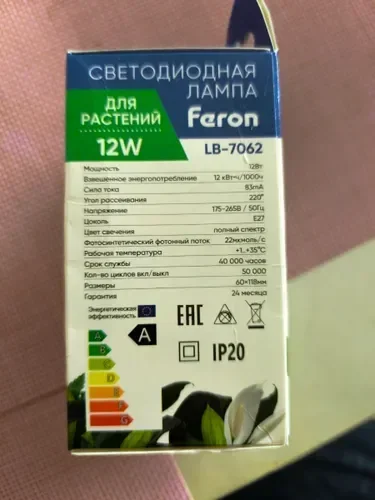 СВЕТОДИОДНАЯ
ЛАМПА
ДЛЯ
РАСТЕНИЙ
Feron
12W
LB-7062
Мощность 12Вт
Взвешенное энергопотребление 12 кВт•ч/1000ч
Сила тока 83mA
Угол рассеивания 220°
Напряжение 175-265В / 50Гц
Цоколь E27
Цвет свечения полный спектр
Фотосинтетический фотонный поток 22мкмоль/с
Рабочая температура +1..+35°C
Срок службы 40 000 часов
Кол-во циклов вкл/выкл 50 000
Размеры 60×118мм
Гарантия 24 месяца
Энергетическая
эффективность
A
B
C
D
E
F
G
A
EAC
IP20